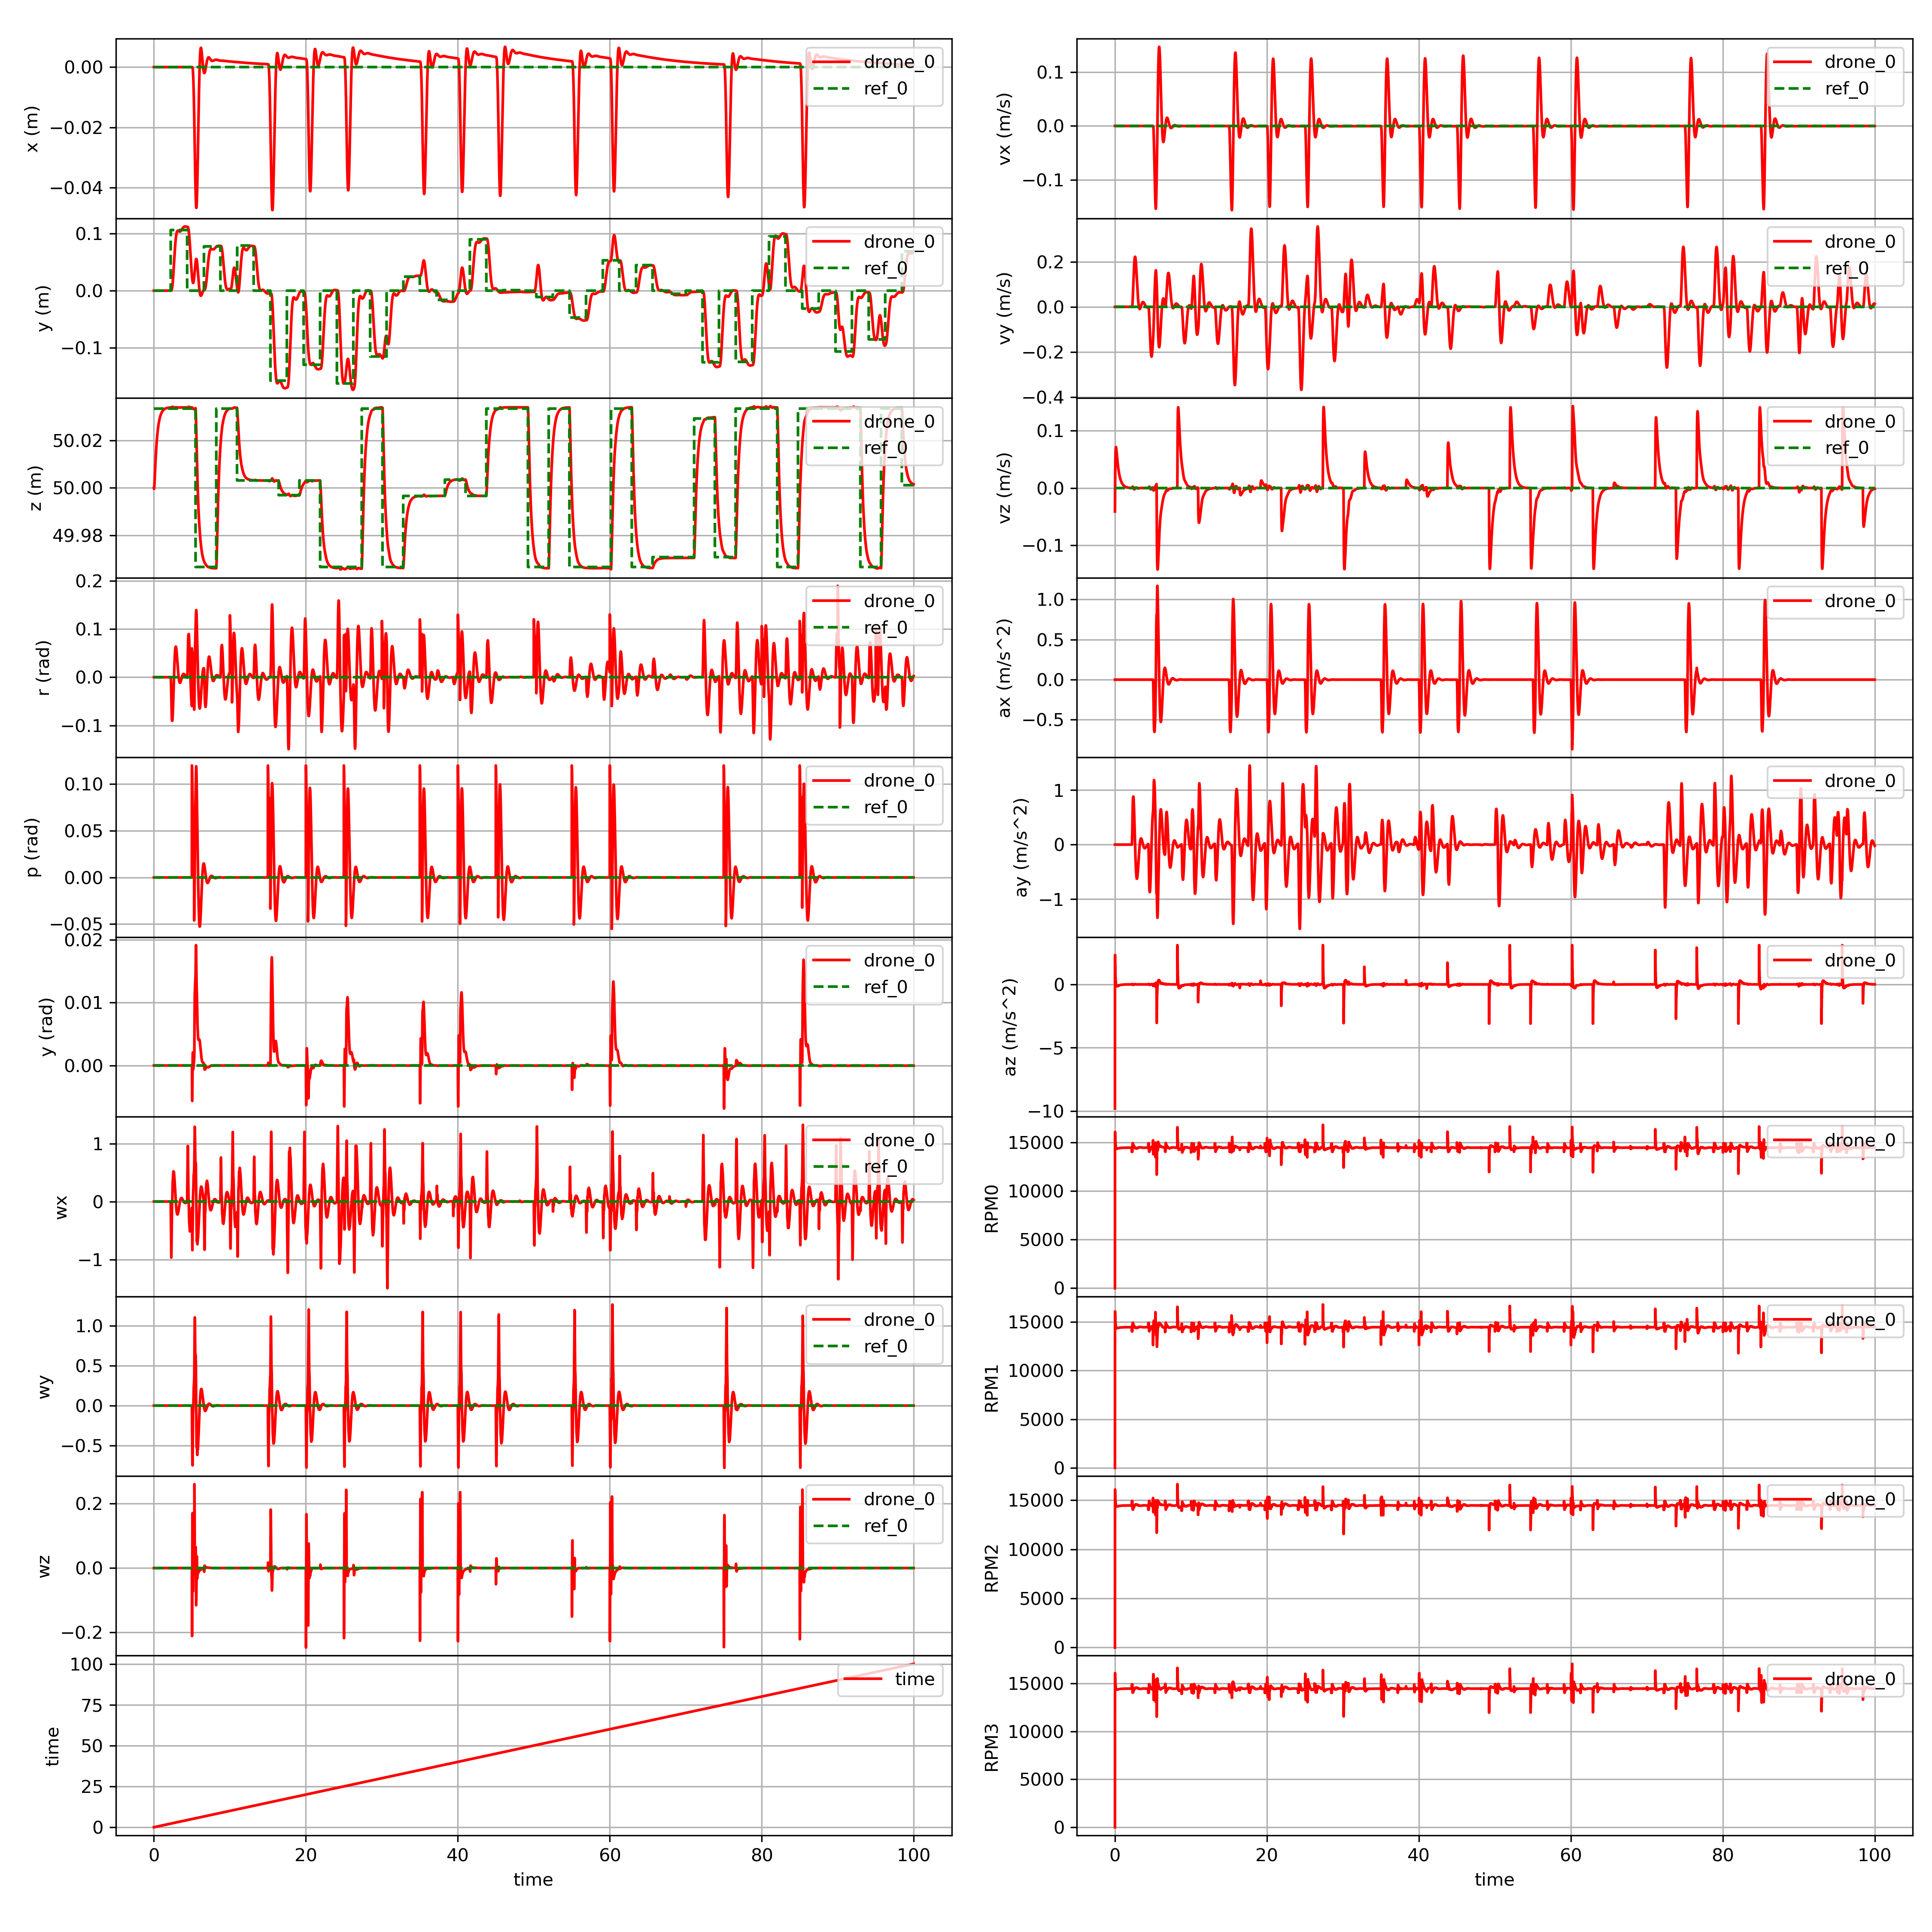 x (m)
0.00
−0.02
−0.04
drone_0
ref_0
y (m)
0.1
0.0
−0.1
drone_0
ref_0
z (m)
50.02
50.00
49.98
drone_0
ref_0
r (rad)
0.2
0.1
0.0
−0.1
drone_0
ref_0
p (rad)
0.10
0.05
0.00
−0.05
drone_0
ref_0
y (rad)
0.02
0.01
0.00
drone_0
ref_0
wx
1
0
−1
drone_0
ref_0
wy
1.0
0.5
0.0
−0.5
drone_0
ref_0
wz
0.2
0.0
−0.2
drone_0
ref_0
time
100
75
50
25
0
time
0 20 40 60 80 100
time
vx (m/s)
0.1
0.0
−0.1
drone_0
ref_0
vy (m/s)
0.2
0.0
−0.2
−0.4
drone_0
ref_0
vz (m/s)
0.1
0.0
−0.1
drone_0
ref_0
ax (m/s^2)
1.0
0.5
0.0
−0.5
drone_0
ay (m/s^2)
1
0
−1
drone_0
az (m/s^2)
0
−5
−10
drone_0
RPM0
15000
10000
5000
0
drone_0
RPM1
15000
10000
5000
0
drone_0
RPM2
15000
10000
5000
0
drone_0
RPM3
15000
10000
5000
0
drone_0
0 20 40 60 80 100
time